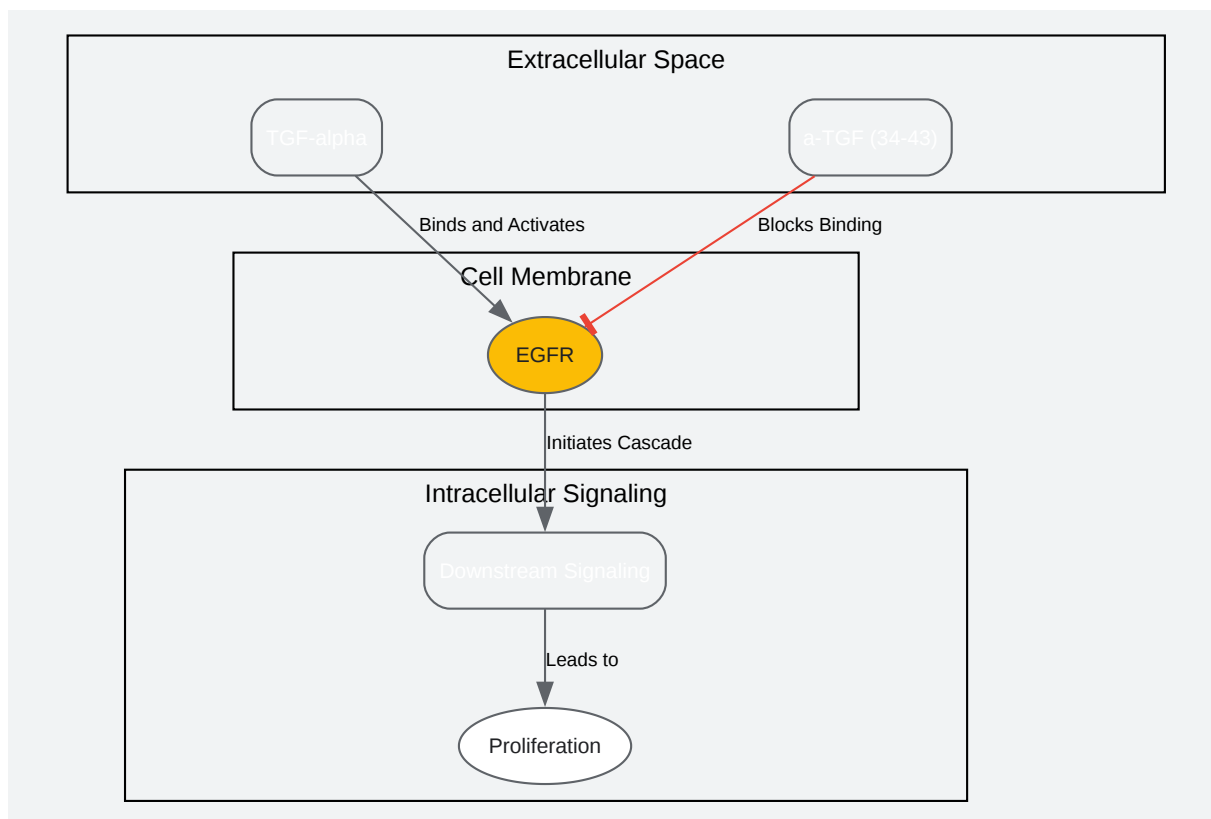 Extracellular Space
TGF-alpha
a-TGF (34-43)
Binds and Activates
Blocks Binding
Cell Membrane
EGFR
Initiates Cascade
Intracellular Signaling
Downstream Signaling
Leads to
Proliferation